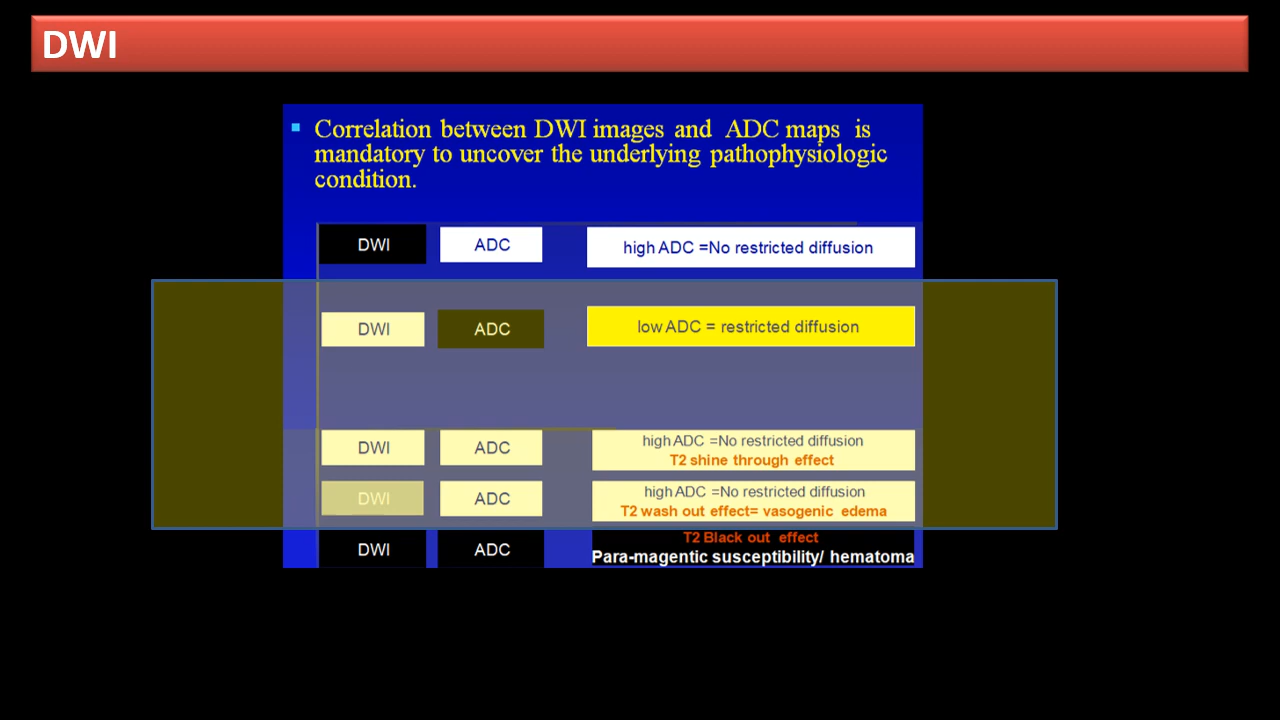 DWI
Correlation between DWI images and ADC maps is
mandatory to uncover the underlying pathophysiologic
condition.
DWI ADC high ADC =No restricted diffusion
DWI ADC low ADC = restricted diffusion
DWI ADC high ADC =No restricted diffusion
T2 shine through effect
DWI ADC high ADC =No restricted diffusion
T2 wash out effect= vasogenic edema
T2 Black out effect
DWI ADC Para-magentic susceptibility/ hematoma